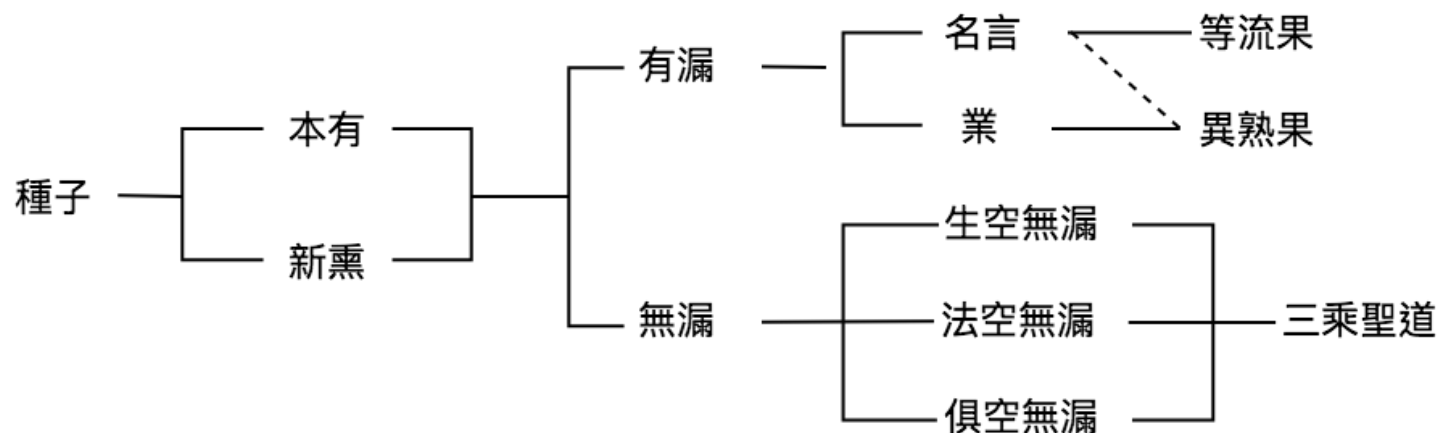 種子
本有
新熏
有漏
無漏
名言
業
等流果
異熟果
生空無漏
法空無漏
俱空無漏
三乘聖道